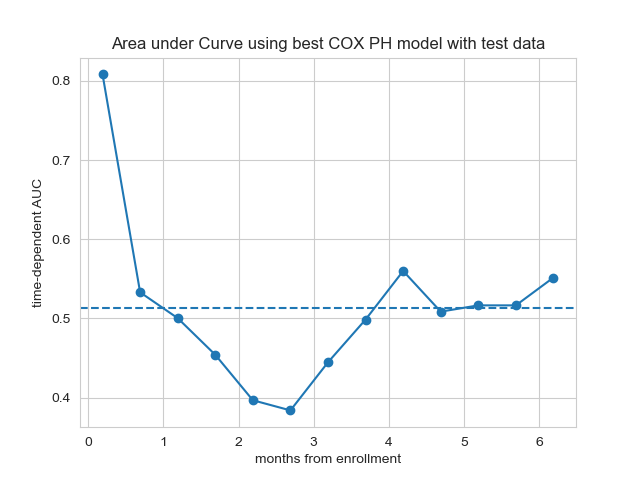 Area under Curve using best COX PH model with test data
time-dependent AUC
0.8
0.7
0.6
0.5
0.4
0 1 2 3 4 5 6
months from enrollment